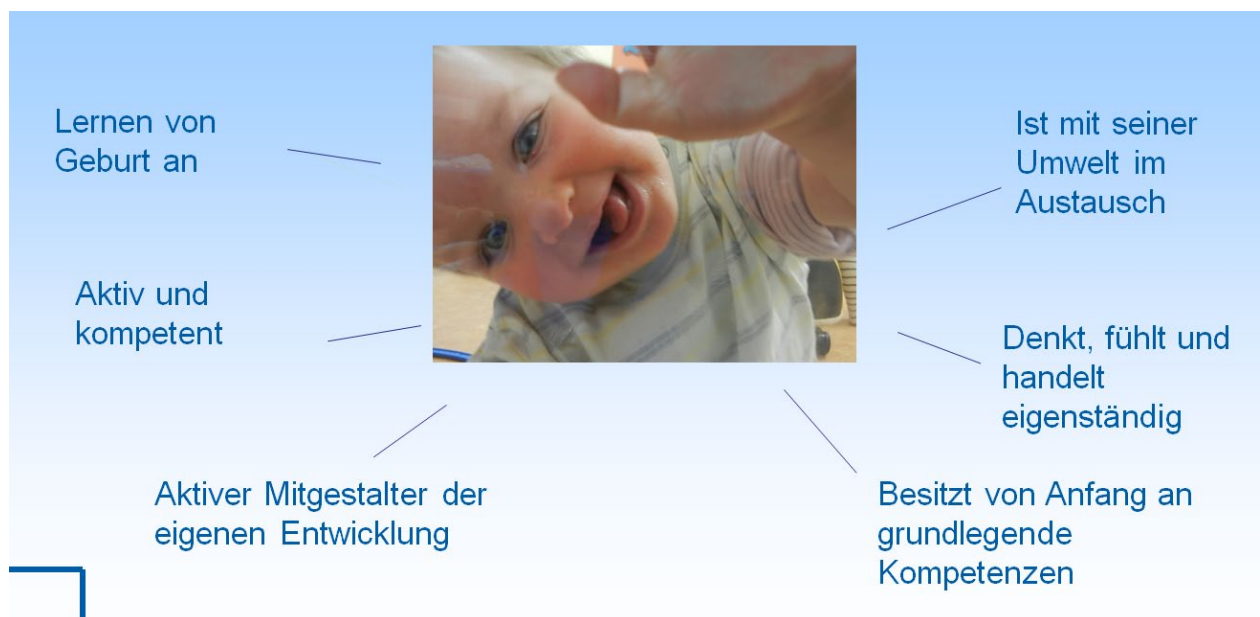 Lernen von
Geburt an
Aktiv und
kompetent
Aktiver Mitgestalter der
eigenen Entwicklung
Ist mit seiner
Umwelt im
Austausch
Denkt, fühlt und
handelt
eigenständig
Besitzt von Anfang an
grundlegende
Kompetenzen